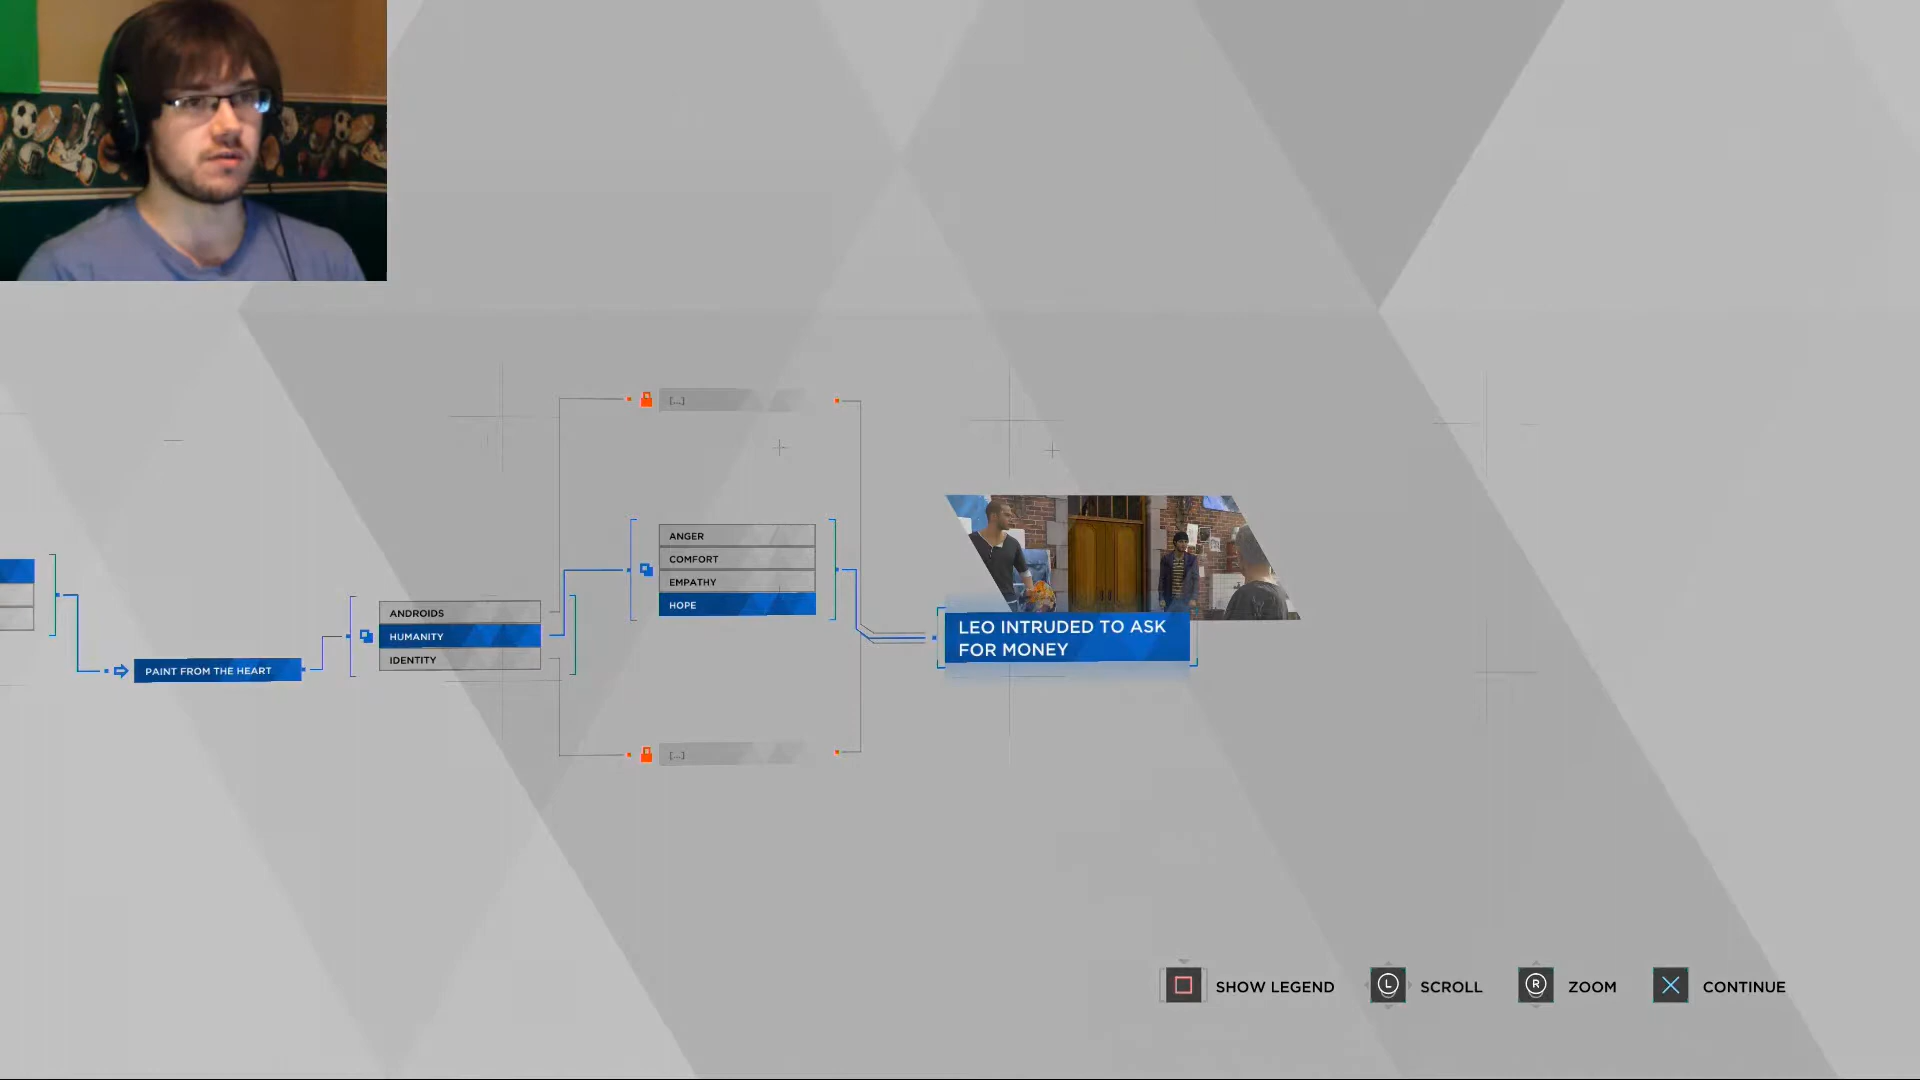 PAINT FROM THE HEART
ANDROIDS
HUMANITY
IDENTITY
[...]
ANGER
COMFORT
EMPATHY
HOPE
[...]
LEO INTRUDED TO ASK
FOR MONEY
SHOW LEGEND
L
SCROLL
R
ZOOM
CONTINUE